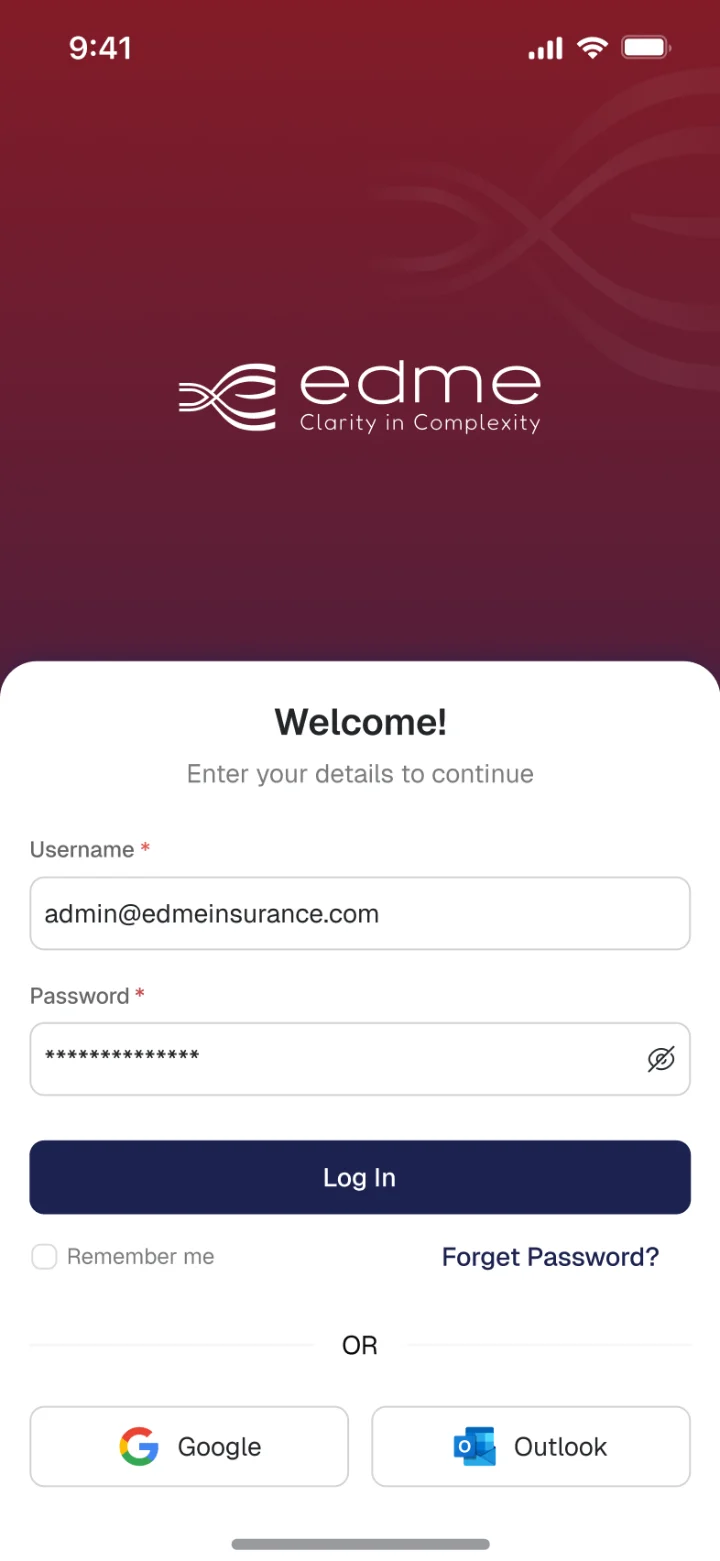 9:41
edme
Clarity in Complexity
Welcome!
Enter your details to continue
Username *
admin@edmeinsurance.com
Password *
**************
Log In
Remember me
Forget Password?
OR
Google
Outlook